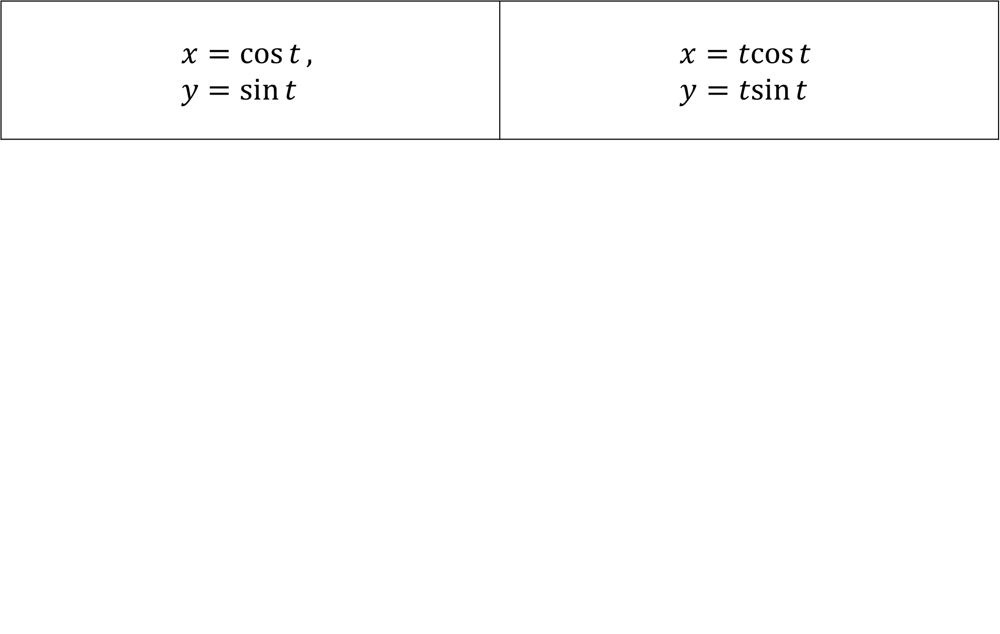 x = cos t ,
y = sin t
x = tcos t
y = tsin t